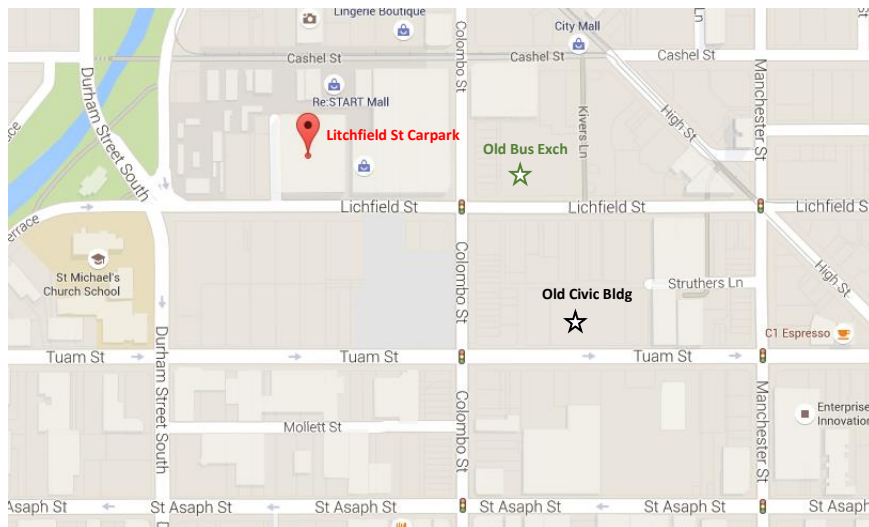 Lingerie Boutique
City Mall
Cashel St
Cashel St
Cashel St
Colombo St
Ln
Kivers Ln
High St
Manchester St
Durham Street South
Re:START Mall
Litchfield St Carpark
Old Bus Exch
Lichfield St
Lichfield St
Lichfield St
St Michael's
Church School
Colombo St
Old Civic Bldg
Struthers Ln
High St
C1 Espresso
Tuam St
Tuam St
Tuam St
Durham Street South
Colombo St
Manchester St
Mollett St
Enterprise
Innovation
Asaph St
St Asaph St
St Asaph St
St Asaph St
St Asaph St